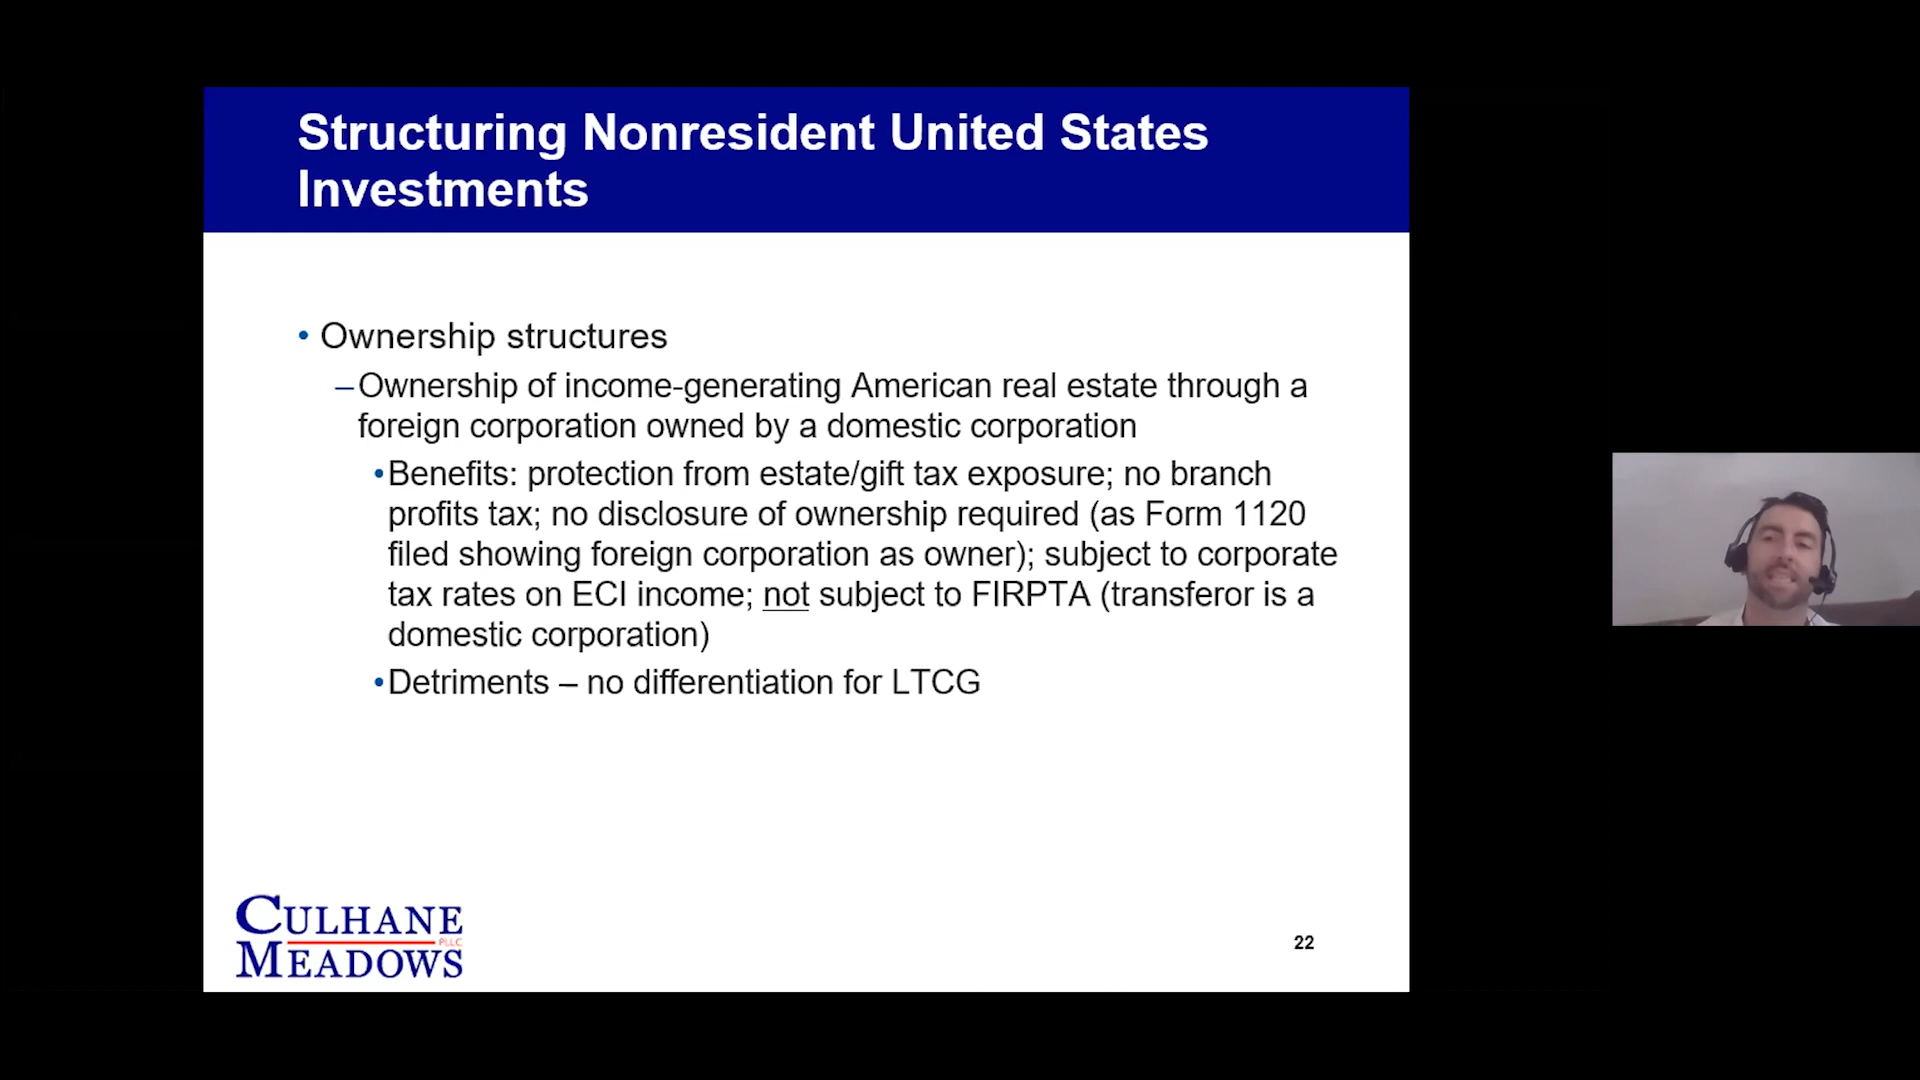 Structuring Nonresident United States
Investments
• Ownership structures
–Ownership of income-generating American real estate through a
foreign corporation owned by a domestic corporation
•Benefits: protection from estate/gift tax exposure; no branch
profits tax; no disclosure of ownership required (as Form 1120
filed showing foreign corporation as owner); subject to corporate
tax rates on ECI income; not subject to FIRPTA (transferor is a
domestic corporation)
•Detriments – no differentiation for LTCG
CULHANE
PLLC
MEADOWS
22